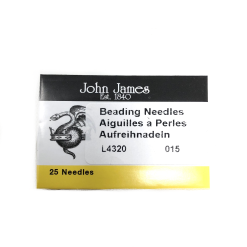 John James
Est. 1840
Beading Needles
Aiguilles a Perles
Aufreihnadeln
L4320 015
25 Needles